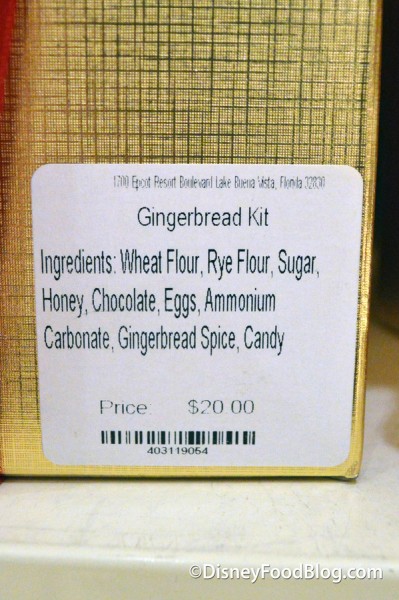 1700 Epcot Resort Boulevard Lake Buena Vista, Florida 32830
Gingerbread Kit
Ingredients: Wheat Flour, Rye Flour, Sugar,
Honey, Chocolate, Eggs, Ammonium
Carbonate, Gingerbread Spice, Candy
Price: $20.00
403119054
©DisneyFoodBlog.com